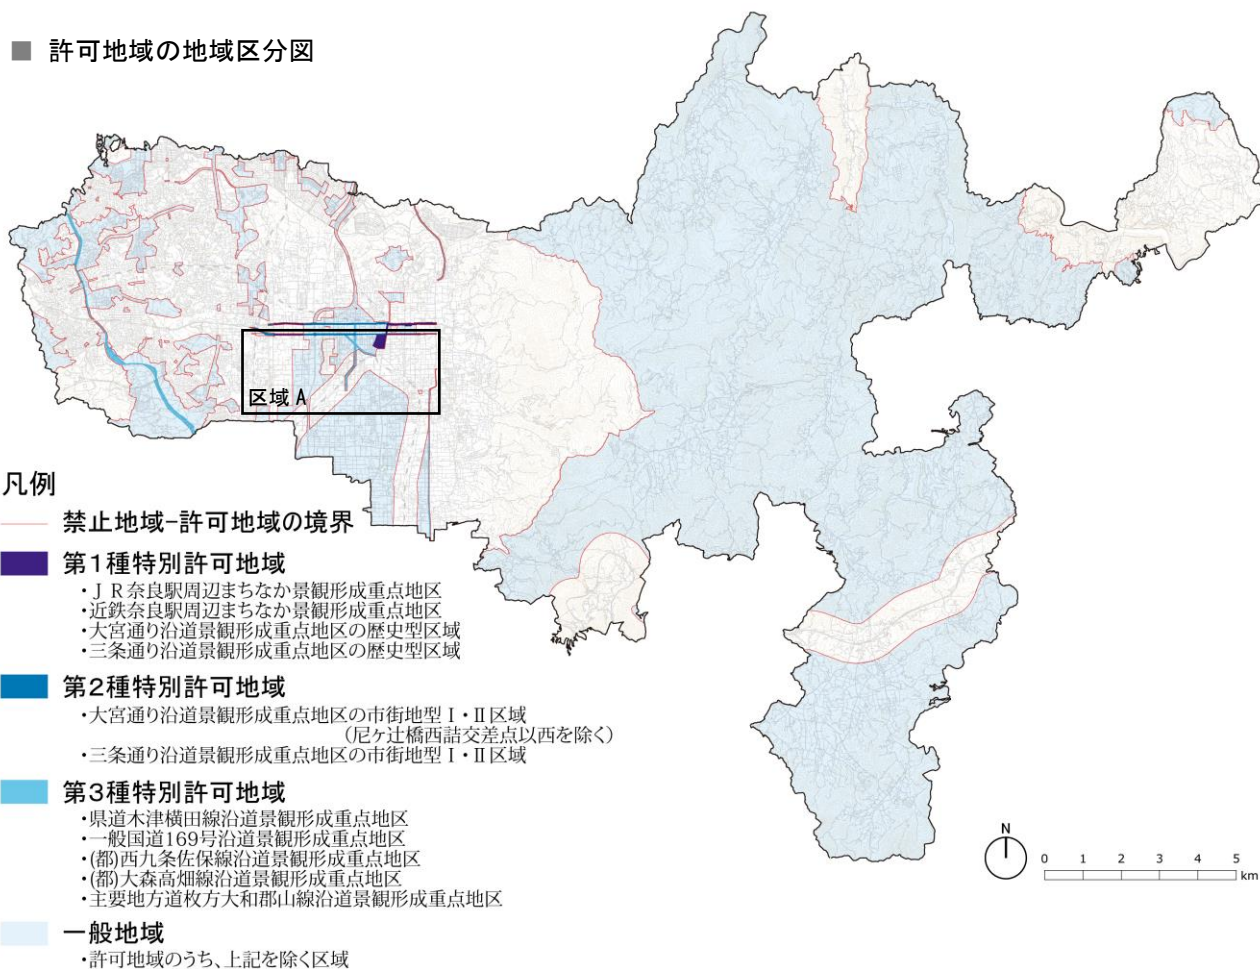 ■ 許可地域の地域区分図
区域 A
凡例
禁止地域-許可地域の境界
第1種特別許可地域
・ＪＲ奈良駅周辺まちなか景観形成重点地区
・近鉄奈良駅周辺まちなか景観形成重点地区
・大宮通り沿道景観形成重点地区の歴史型区域
・三条通り沿道景観形成重点地区の歴史型区域
第2種特別許可地域
・大宮通り沿道景観形成重点地区の市街地型Ⅰ・Ⅱ区域
（尼ヶ辻橋西詰交差点以西を除く）
・三条通り沿道景観形成重点地区の市街地型Ⅰ・Ⅱ区域
第3種特別許可地域
・県道木津横田線沿道景観形成重点地区
・一般国道169号沿道景観形成重点地区
・(都)西九条佐保線沿道景観形成重点地区
・(都)大森高畑線沿道景観形成重点地区
・主要地方道枚方大和郡山線沿道景観形成重点地区
一般地域
・許可地域のうち、上記を除く区域
N
0 1 2 3 4 5
km